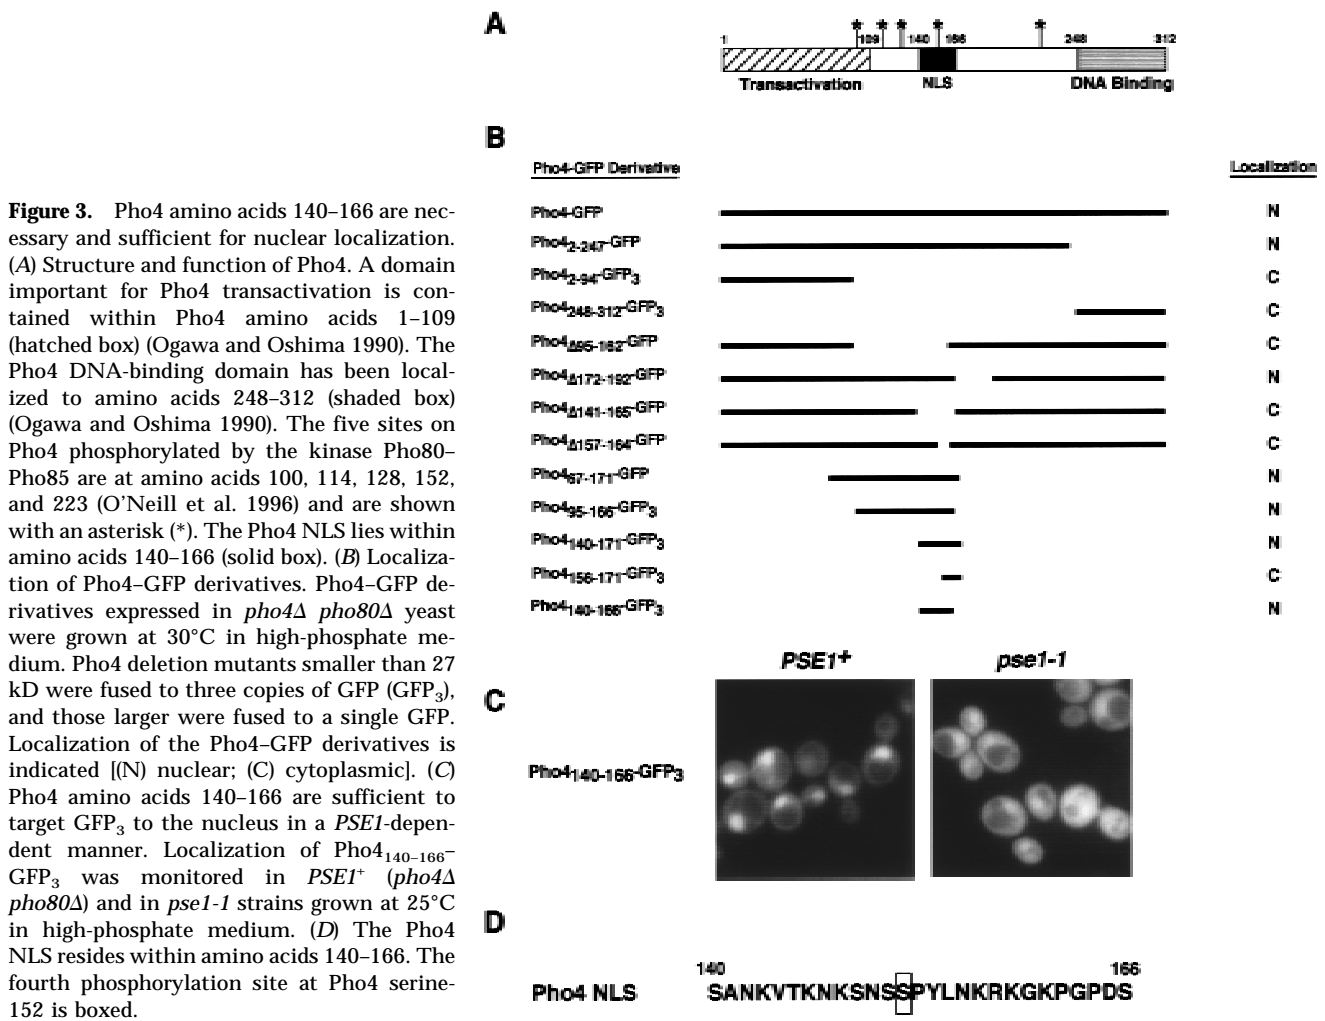 Figure 3. Pho4 amino acids 140–166 are nec-
essary and sufficient for nuclear localization.
(A) Structure and function of Pho4. A domain
important for Pho4 transactivation is con-
tained within Pho4 amino acids 1–109
(hatched box) (Ogawa and Oshima 1990). The
Pho4 DNA-binding domain has been local-
ized to amino acids 248–312 (shaded box)
(Ogawa and Oshima 1990). The five sites on
Pho4 phosphorylated by the kinase Pho80–
Pho85 are at amino acids 100, 114, 128, 152,
and 223 (O'Neill et al. 1996) and are shown
with an asterisk (*). The Pho4 NLS lies within
amino acids 140–166 (solid box). (B) Localiza-
tion of Pho4–GFP derivatives. Pho4–GFP de-
rivatives expressed in pho4Δ pho80Δ yeast
were grown at 30°C in high-phosphate me-
dium. Pho4 deletion mutants smaller than 27
kD were fused to three copies of GFP (GFP3),
and those larger were fused to a single GFP.
Localization of the Pho4–GFP derivatives is
indicated [(N) nuclear; (C) cytoplasmic]. (C)
Pho4 amino acids 140–166 are sufficient to
target GFP3 to the nucleus in a PSE1-depen-
dent manner. Localization of Pho4140–166–
GFP3 was monitored in PSE1+ (pho4Δ
pho80Δ) and in pse1-1 strains grown at 25°C
in high-phosphate medium. (D) The Pho4
NLS resides within amino acids 140–166. The
fourth phosphorylation site at Pho4 serine-
152 is boxed.
A
* * * * *
1 109 140 166 248 312
Transactivation NLS DNA Binding
B
Pho4-GFP Derivative Localization
Pho4-GFP N
Pho42-247-GFP N
Pho42-94-GFP3 C
Pho4248-312-GFP3 C
Pho4Δ95-162-GFP C
Pho4Δ172-192-GFP N
Pho4Δ141-165-GFP C
Pho4Δ157-164-GFP C
Pho467-171-GFP N
Pho495-166-GFP3 N
Pho4140-171-GFP3 N
Pho4156-171-GFP3 C
Pho4140-166-GFP3 N
PSE1+ pse1-1
C
Pho4140-166-GFP3
D
140 166
Pho4 NLS SANKVTKNKSNSSPYLNKRKGKPGPDS